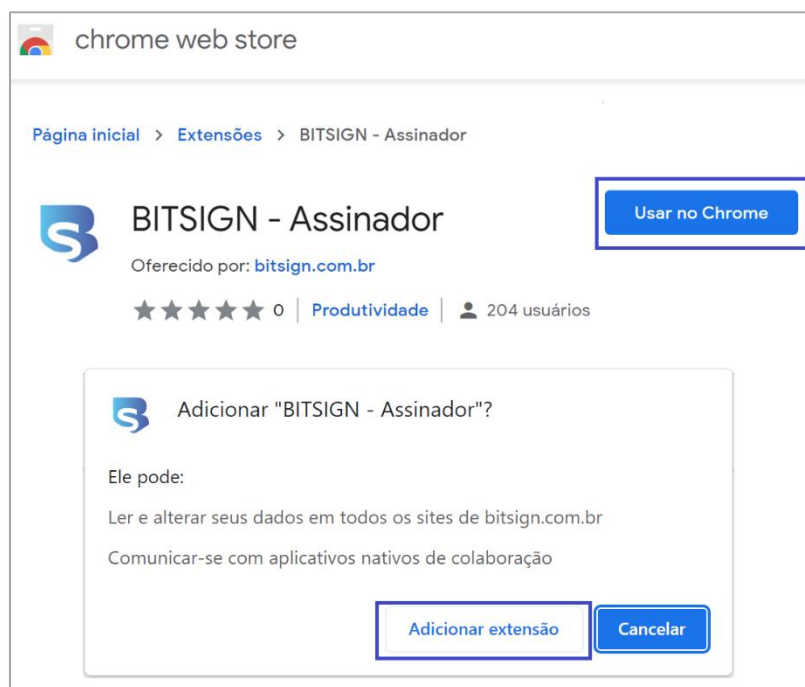 chrome web store
Página inicial > Extensões > BITSIGN - Assinador
BITSIGN - Assinador
Usar no Chrome
Oferecido por: bitsign.com.br
0 | Produtividade | 204 usuários
Adicionar "BITSIGN - Assinador"?
Ele pode:
Ler e alterar seus dados em todos os sites de bitsign.com.br
Comunicar-se com aplicativos nativos de colaboração
Adicionar extensão
Cancelar